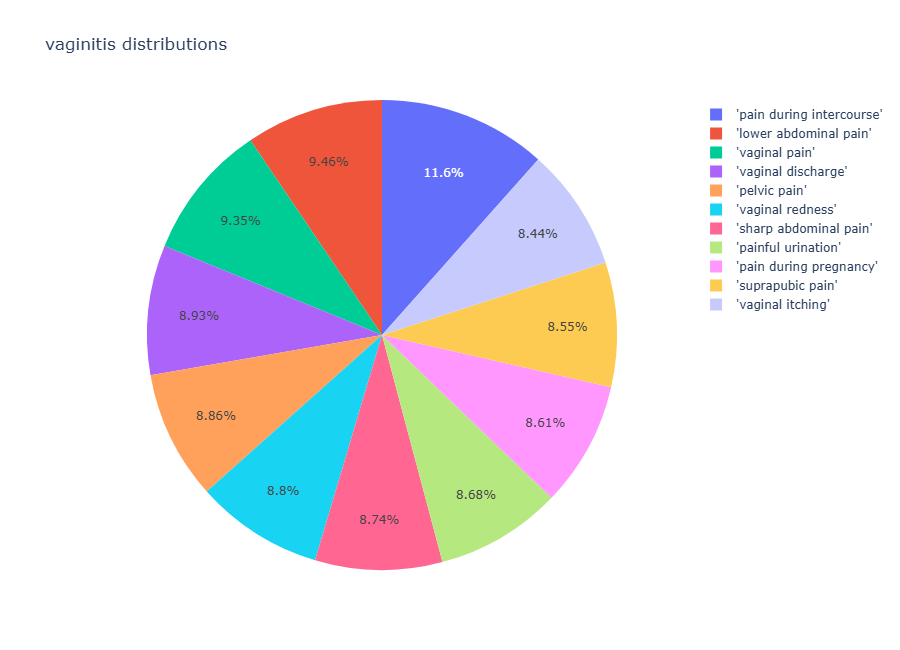 vaginitis distributions
'pain during intercourse'
'lower abdominal pain'
'vaginal pain'
'vaginal discharge'
'pelvic pain'
'vaginal redness'
'sharp abdominal pain'
'painful urination'
'pain during pregnancy'
'suprapubic pain'
'vaginal itching'
9.46%
11.6%
9.35%
8.44%
8.93%
8.55%
8.86%
8.61%
8.8%
8.68%
8.74%